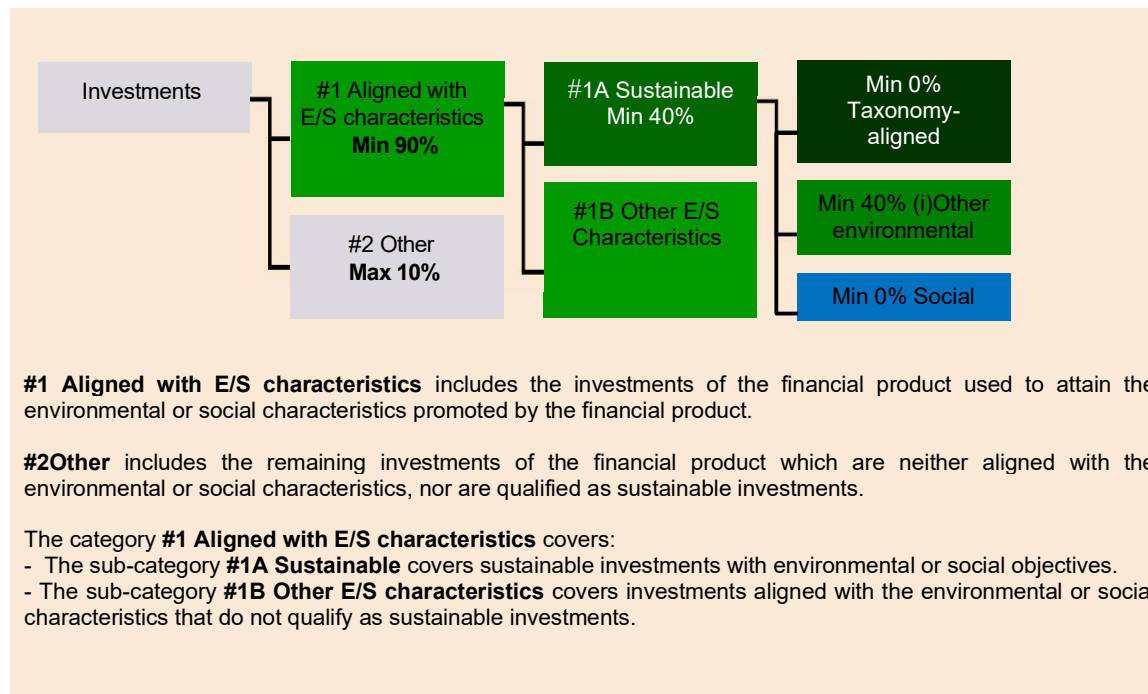 Investments
#1 Aligned with
E/S characteristics
Min 90%
#2 Other
Max 10%
#1A Sustainable
Min 40%
#1B Other E/S
Characteristics
Min 0%
Taxonomy-
aligned
Min 40% (i)Other
environmental
Min 0% Social
#1 Aligned with E/S characteristics includes the investments of the financial product used to attain the
environmental or social characteristics promoted by the financial product.
#2Other includes the remaining investments of the financial product which are neither aligned with the
environmental or social characteristics, nor are qualified as sustainable investments.
The category #1 Aligned with E/S characteristics covers:
- The sub-category #1A Sustainable covers sustainable investments with environmental or social objectives.
- The sub-category #1B Other E/S characteristics covers investments aligned with the environmental or social
characteristics that do not qualify as sustainable investments.